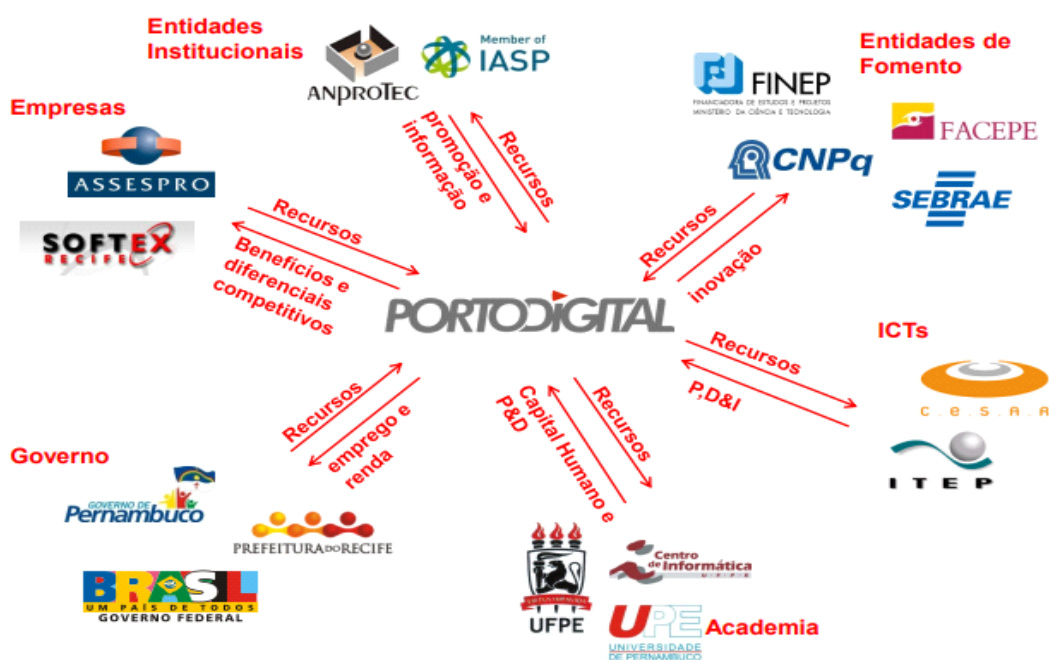 Entidades
Institucionais
ANPROTEC
Member of
IASP
FINEP
FINANCIADORA DE ESTUDOS E PROJETOS
MINISTÉRIO DA CIÊNCIA E TECNOLOGIA
Entidades de
Fomento
FACEPE
CNPq
SEBRAE
Empresas
ASSESPRO
SOFTEX
RECIFE
promoção e
informação
Recursos
Recursos
Benefícios e
diferenciais
competitivos
Recursos
inovação
PORTODIGITAL
ICTs
Recursos
P,D&I
C.e.S.A.R
ITEP
Recursos
emprego e
renda
Capital Humano e
P&D
Recursos
Governo
GOVERNO DE
Pernambuco
PREFEITURA DO RECIFE
BRASIL
UM PAÍS DE TODOS
GOVERNO FEDERAL
UFPE
Centro
de Informática
UFPE
UPE
UNIVERSIDADE
DE PERNAMBUCO
Academia